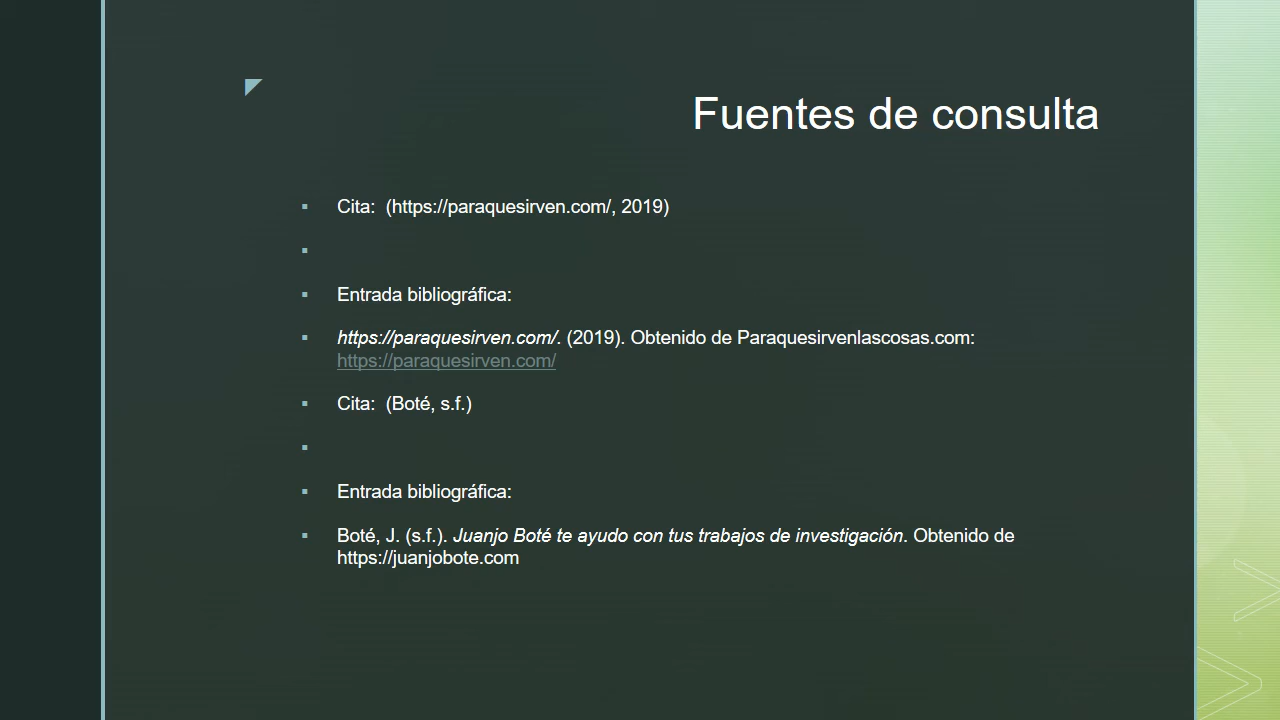 Fuentes de consulta
Cita:  (https://paraquesirven.com/, 2019)
Entrada bibliográfica:
https://paraquesirven.com/. (2019). Obtenido de Paraquesirvenlascosas.com:
https://paraquesirven.com/
Cita:  (Boté, s.f.)
Entrada bibliográfica:
Boté, J. (s.f.). Juanjo Boté te ayudo con tus trabajos de investigación. Obtenido de
https://juanjobote.com